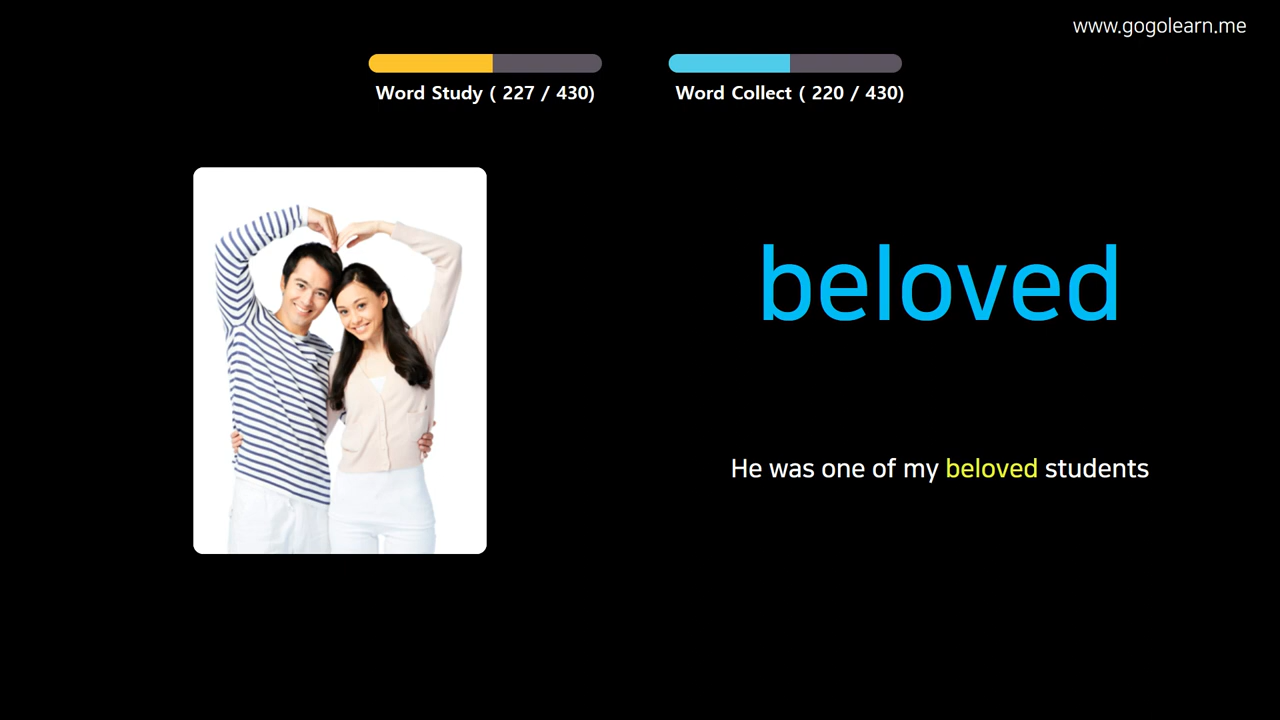 www.gogolearn.me
Word Study ( 227 / 430)
Word Collect ( 220 / 430)
beloved
He was one of my beloved students